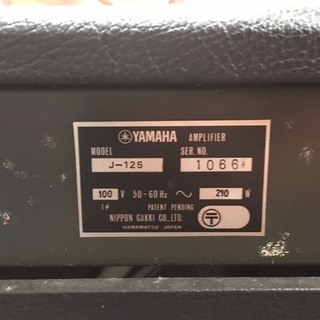 YAMAHA AMPLIFIER
MODEL SER. NO.
J-125 1066
100 V 50-60Hz 210 W
1ϕ PATENT PENDING
NIPPON GAKKI CO., LTD.
HAMAMATSU JAPAN